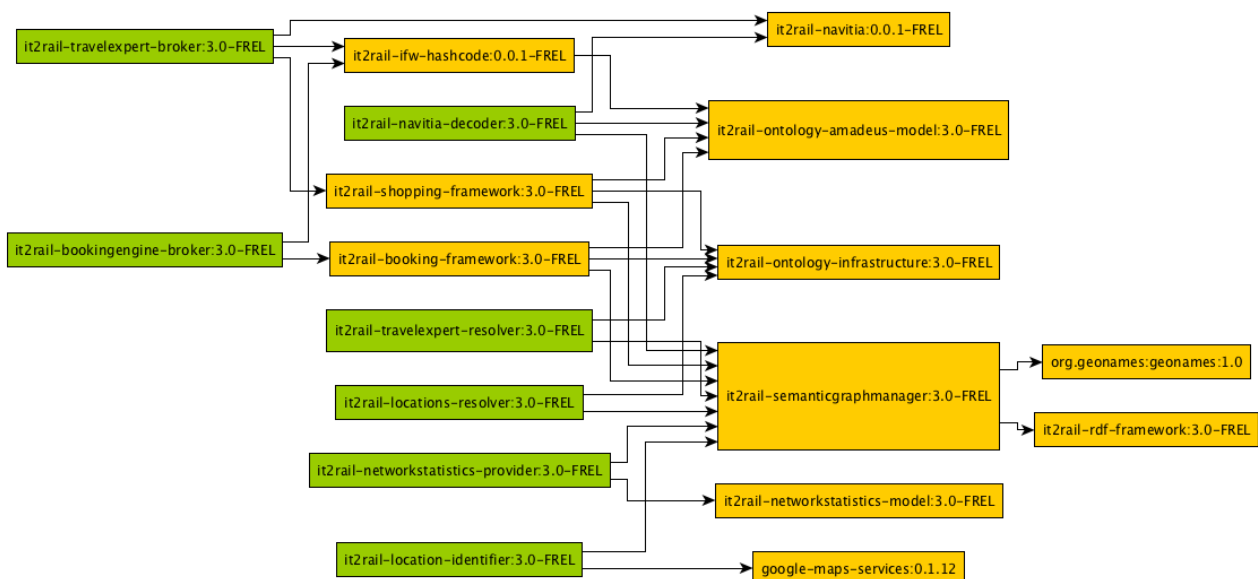 it2rail-travelexpert-broker:3.0-FREL
it2rail-navitia:0.0.1-FREL
it2rail-ifw-hashcode:0.0.1-FREL
it2rail-navitia-decoder:3.0-FREL
it2rail-ontology-amadeus-model:3.0-FREL
it2rail-shopping-framework:3.0-FREL
it2rail-bookingengine-broker:3.0-FREL
it2rail-booking-framework:3.0-FREL
it2rail-ontology-infrastructure:3.0-FREL
it2rail-travelexpert-resolver:3.0-FREL
org.geonames:geonames:1.0
it2rail-locations-resolver:3.0-FREL
it2rail-semanticgraphmanager:3.0-FREL
it2rail-rdf-framework:3.0-FREL
it2rail-networkstatistics-provider:3.0-FREL
it2rail-networkstatistics-model:3.0-FREL
it2rail-location-identifier:3.0-FREL
google-maps-services:0.1.12